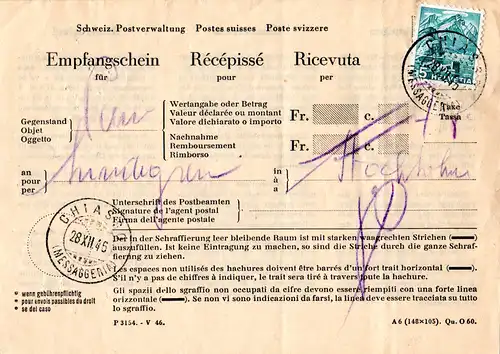 Schweiz. Postverwaltung Postes suisses Poste svizzere
Empfangschein Récépissé Ricevuta
für pour per
Gegenstand
Objet
Oggetto
Wertangabe oder Betrag
Valeur déclarée ou montant
Valore dichiarato o importo
Fr. c.
Taxe
Tassa
Nachnahme
Remboursement
Rimborso
Fr. c.
an
pour
per
in
à
a
Stockholm
Unterschrift des Postbeamten
Signature de l'agent postal
Firma dell'agente postale
CHIASSO
28.XII.45
(MESSAGGERIE)
CHIASSO
28.XII.45
(MESSAGGERIE)
5
Der in der Schraffierung leer bleibende Raum ist mit starken waagrechten Strichen
auszufüllen. Ist keine Eintragung zu machen, so sind die Striche durch die ganze Schraf-
fierung zu ziehen.
Les espaces non utilisés des hachures doivent être barrés d'un fort trait horizontal ( )
S'il n'y a pas de chiffres à indiquer, le trait sera tiré à travers toute la hachure.
Gli spazi dello sgraffio non occupati da cifre devono essere riempiti con una forte linea
orizzontale ( ). Se non vi sono indicazioni da farsi, la linea deve essere tracciata su tutto
lo sgraffio.
* wenn gebührenpflichtig
* pour envois passibles du droit
* se dei caso
P 3154. - V 46.
A 6 (148×105). Qu. O 60.